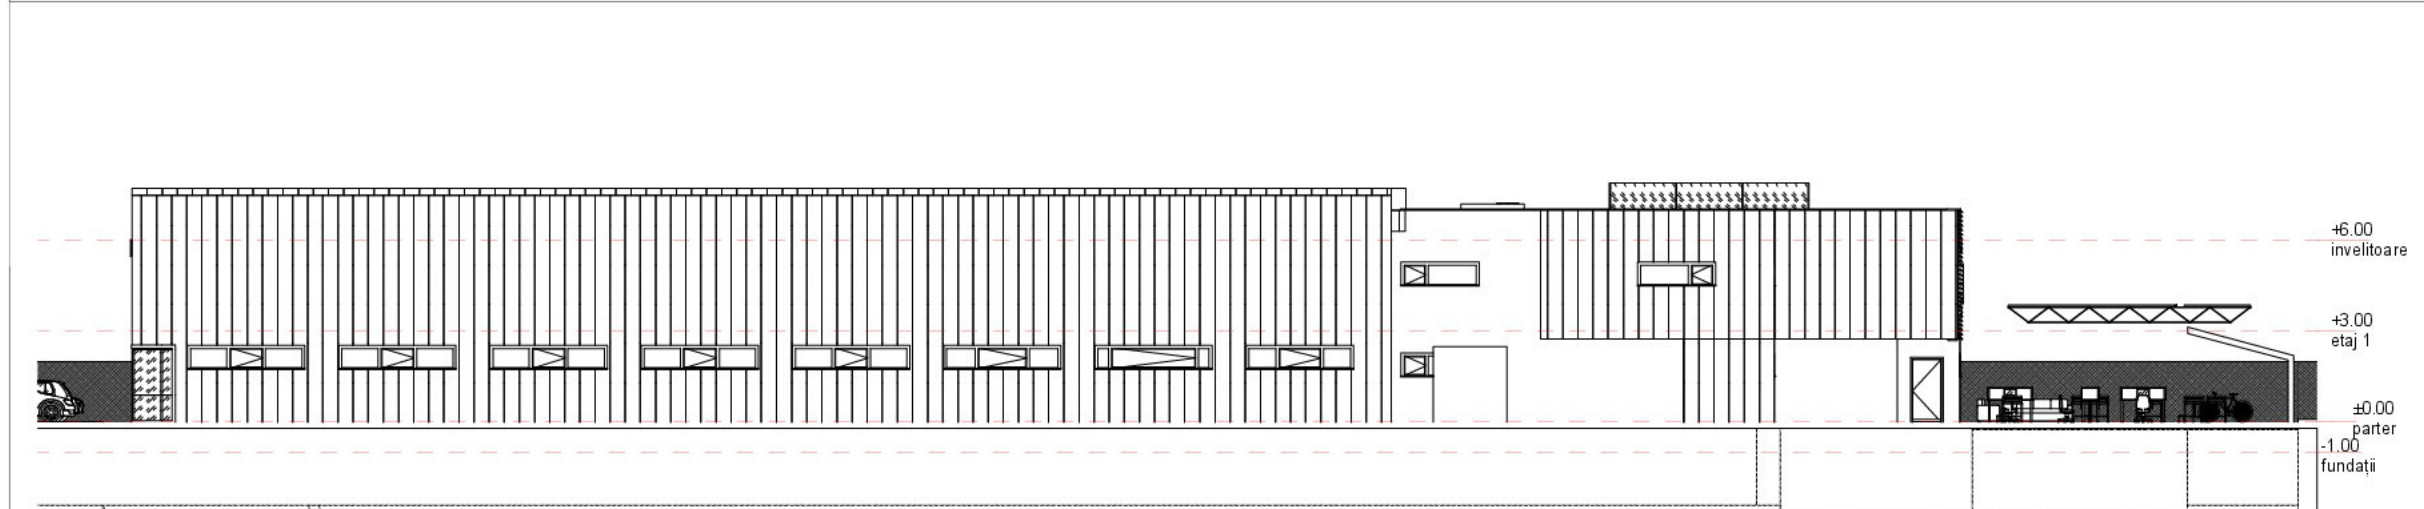 +6.00
invelitoare
+3.00
etaj 1
±0.00
parter
-1.00
fundații